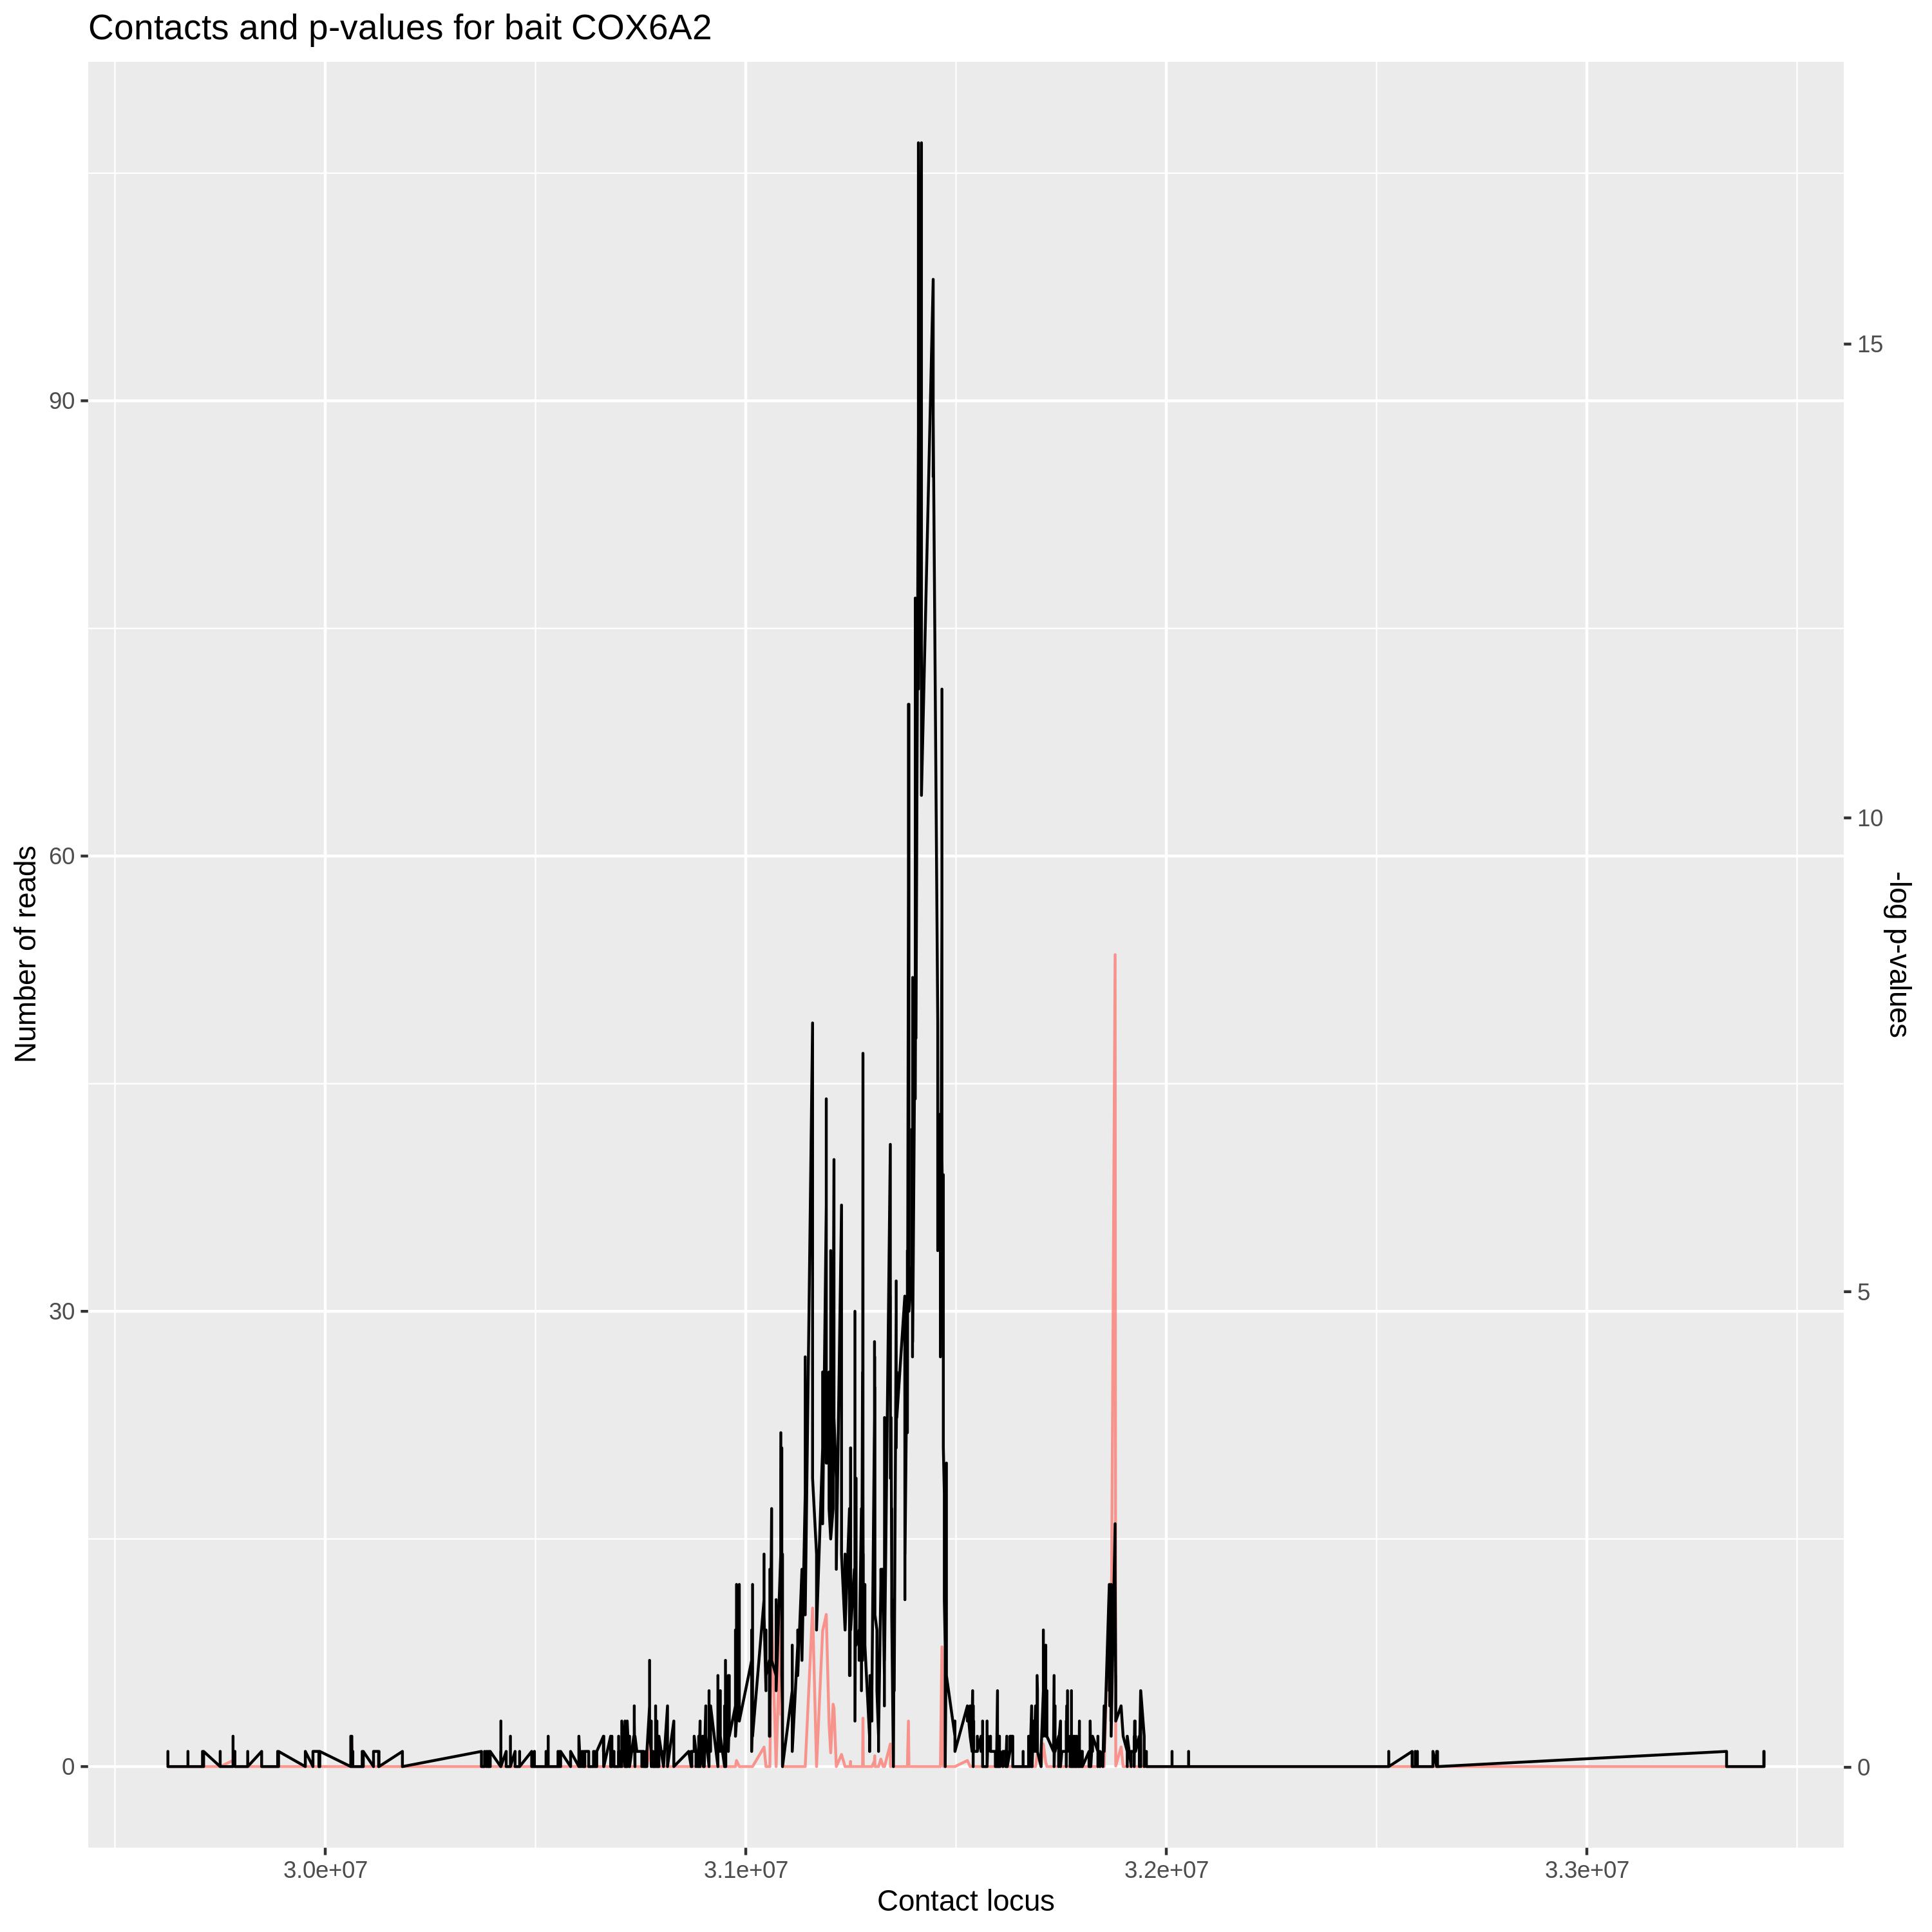 Contacts and p-values for bait COX6A2
Number of reads
90
60
30
0
15
10
5
0
-log p-values
3.0e+07 3.1e+07 3.2e+07 3.3e+07
Contact locus